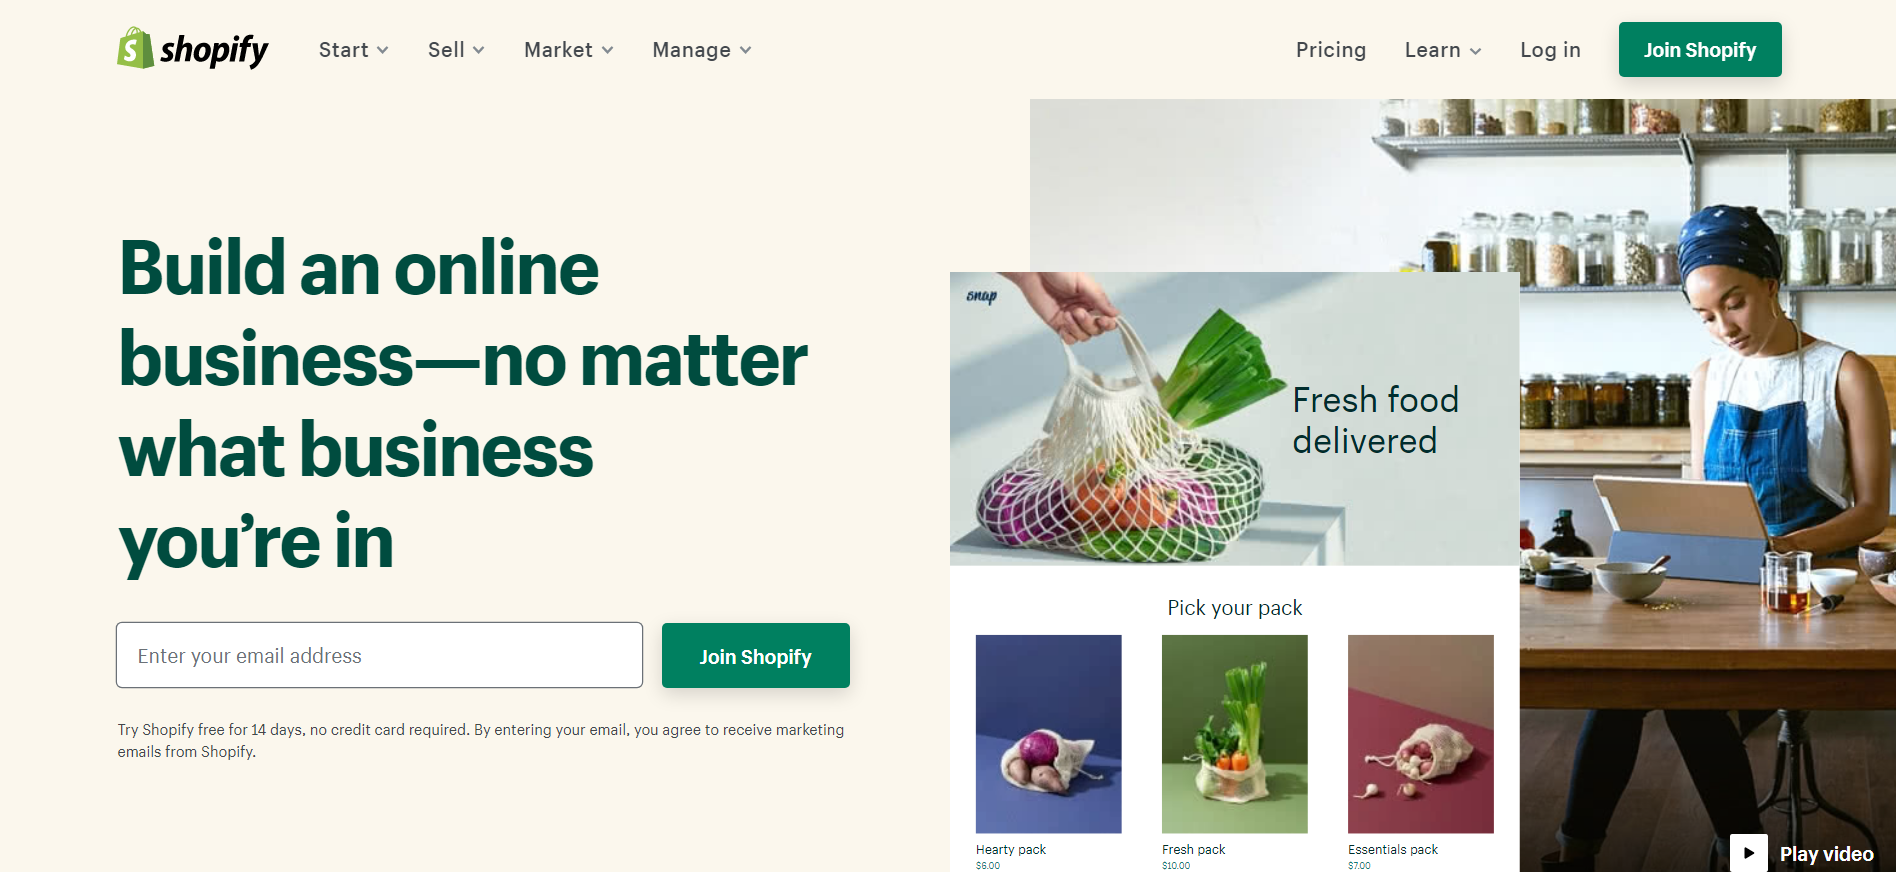 shopify
Start
Sell
Market
Manage
Pricing
Learn
Log in
Join Shopify
Build an online
business—no matter
what business
you’re in
Enter your email address
Join Shopify
Try Shopify free for 14 days, no credit card required. By entering your email, you agree to receive marketing
emails from Shopify.
snap
Fresh food
delivered
Pick your pack
Hearty pack
$6.00
Fresh pack
$10.00
Essentials pack
$7.00
Play video